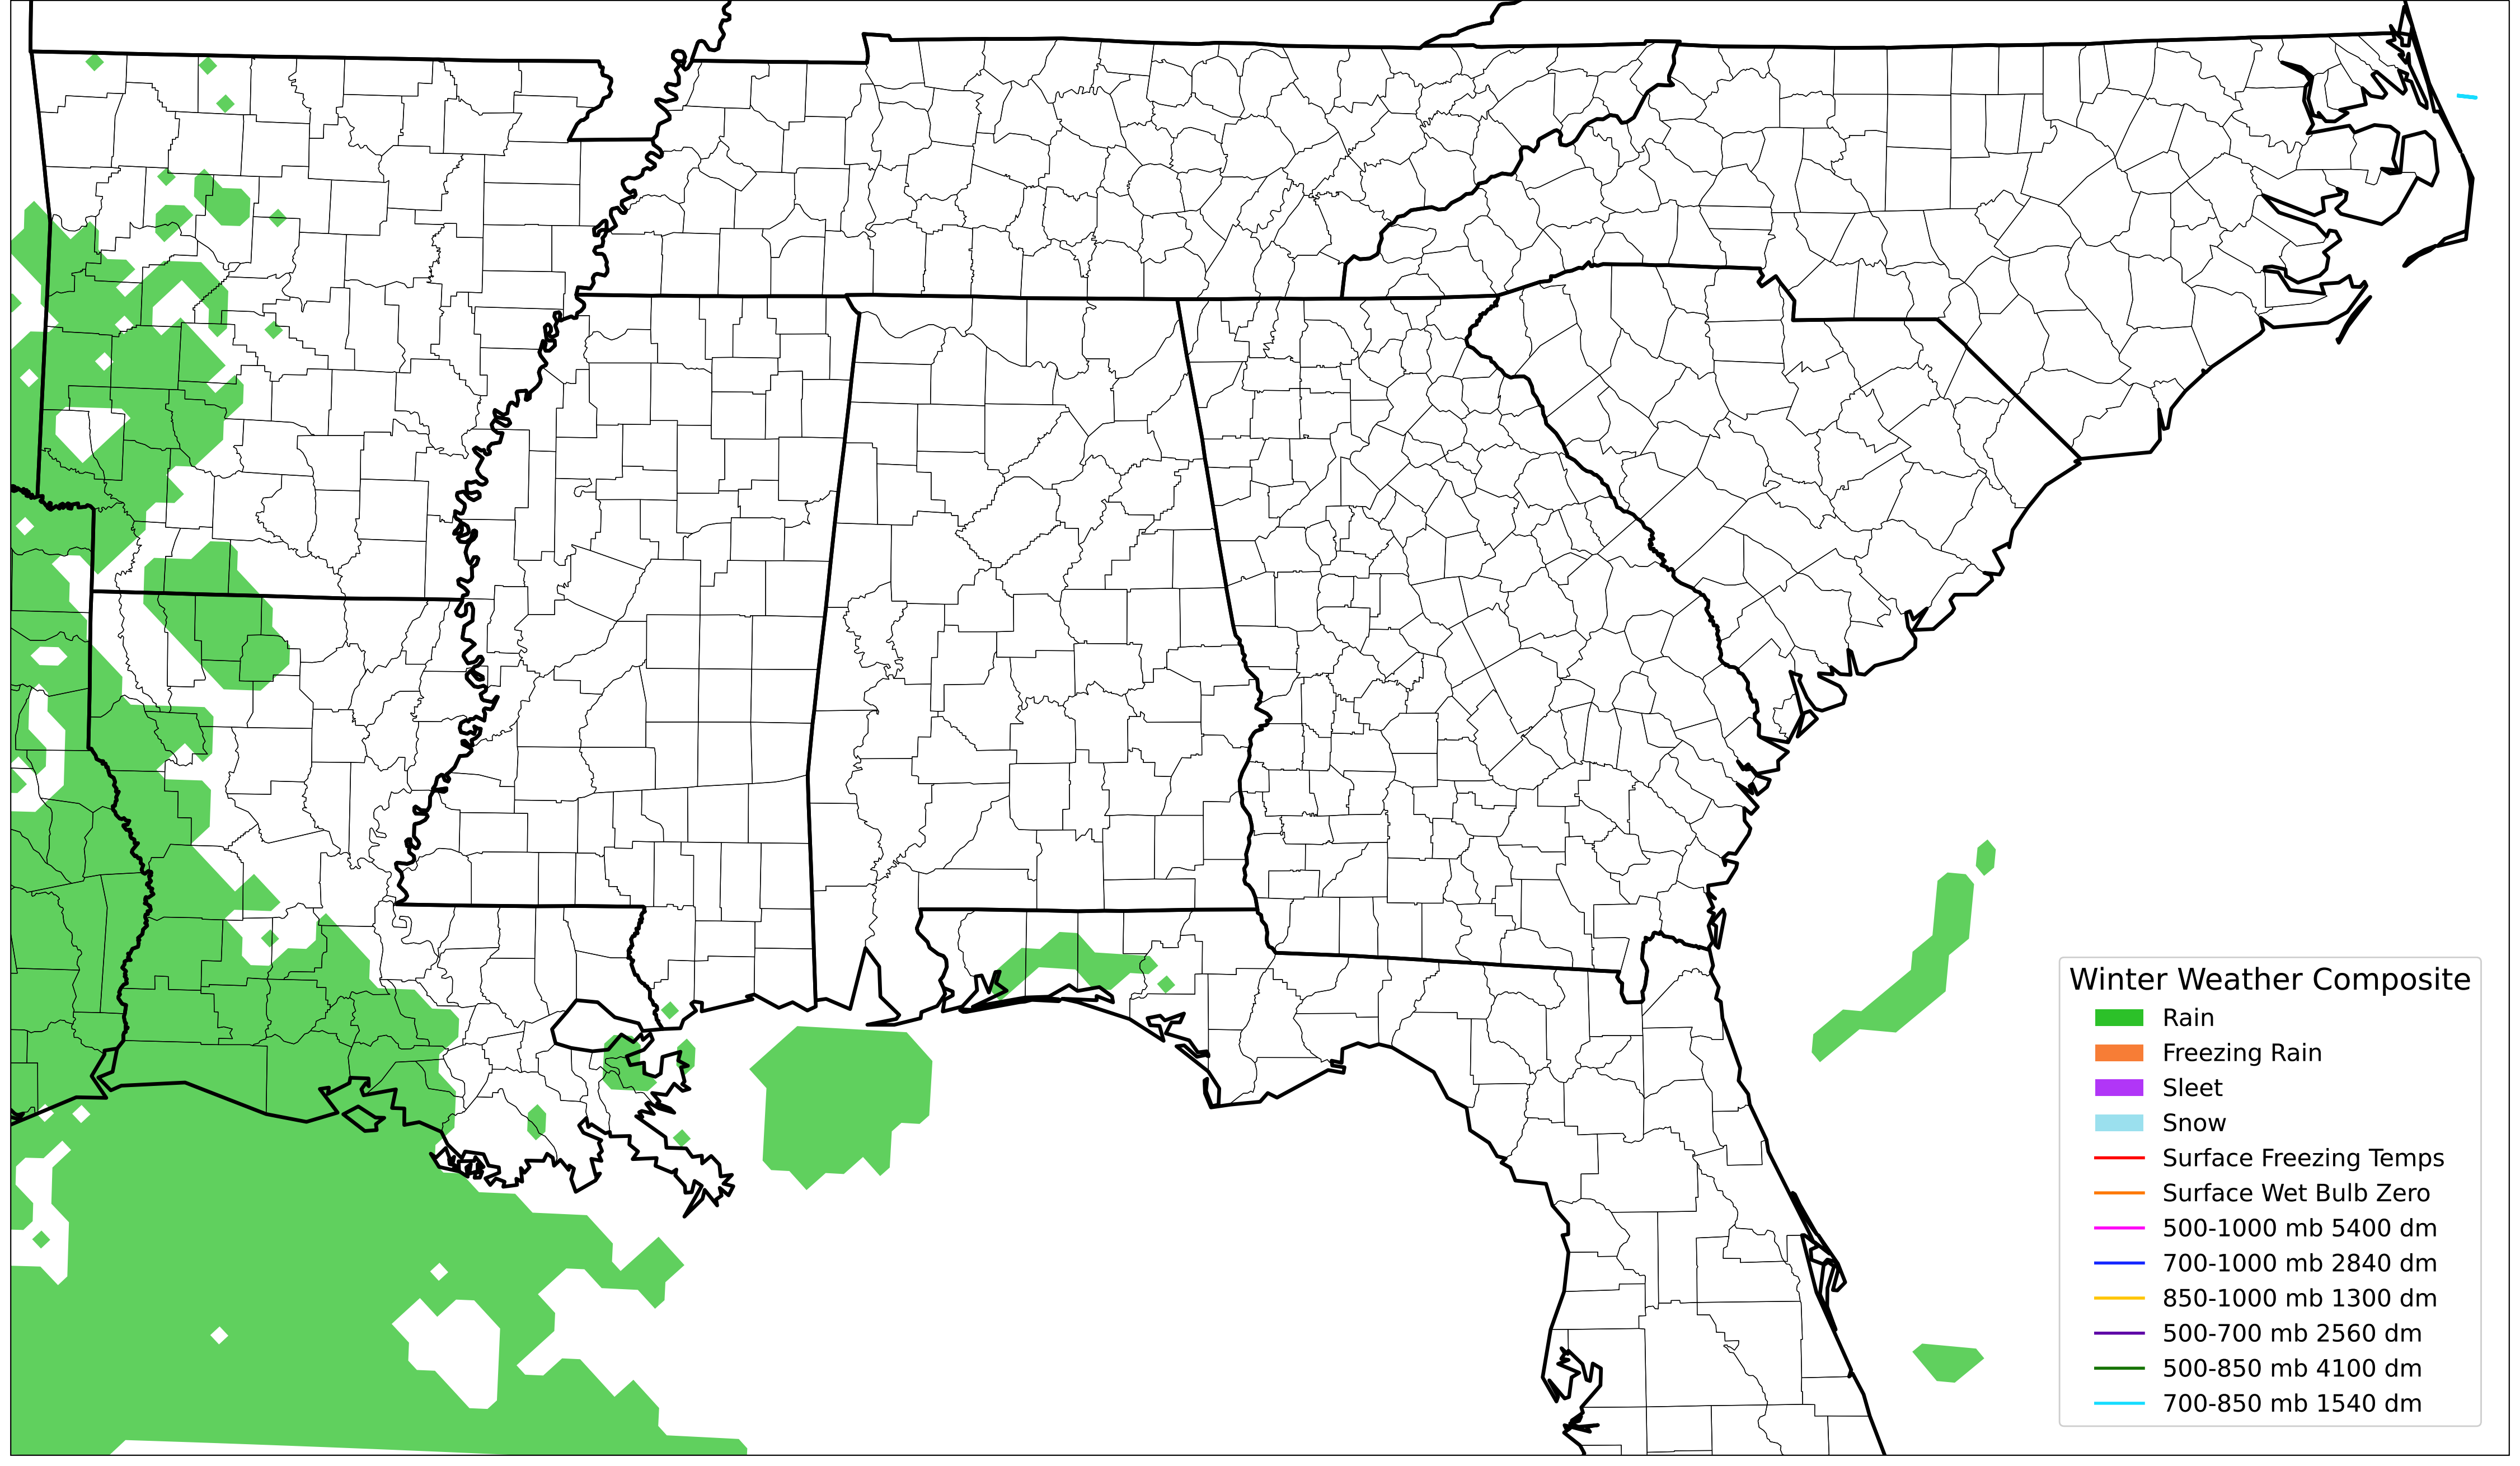 Winter Weather Composite
Rain
Freezing Rain
Sleet
Snow
Surface Freezing Temps
Surface Wet Bulb Zero
500-1000 mb 5400 dm
700-1000 mb 2840 dm
850-1000 mb 1300 dm
500-700 mb 2560 dm
500-850 mb 4100 dm
700-850 mb 1540 dm